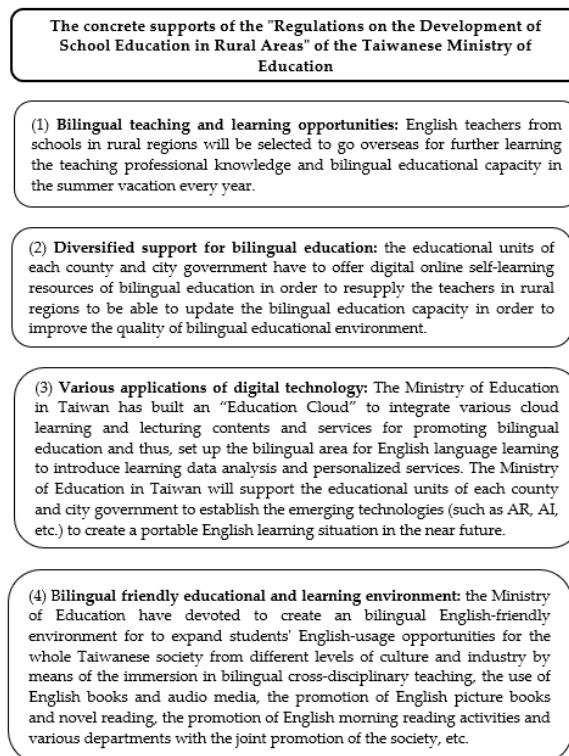 The concrete supports of the "Regulations on the Development of
School Education in Rural Areas" of the Taiwanese Ministry of
Education
(1) Bilingual teaching and learning opportunities: English teachers from
schools in rural regions will be selected to go overseas for further learning
the teaching professional knowledge and bilingual educational capacity in
the summer vacation every year.
(2) Diversified support for bilingual education: the educational units of
each county and city government have to offer digital online self-learning
resources of bilingual education in order to resupply the teachers in rural
regions to be able to update the bilingual education capacity in order to
improve the quality of bilingual educational environment.
(3) Various applications of digital technology: The Ministry of Education
in Taiwan has built an “Education Cloud” to integrate various cloud
learning and lecturing contents and services for promoting bilingual
education and thus, set up the bilingual area for English language learning
to introduce learning data analysis and personalized services. The Ministry
of Education in Taiwan will support the educational units of each county
and city government to establish the emerging technologies (such as AR, AI,
etc.) to create a portable English learning situation in the near future.
(4) Bilingual friendly educational and learning environment: the Ministry
of Education have devoted to create an bilingual English-friendly
environment for to expand students' English-usage opportunities for the
whole Taiwanese society from different levels of culture and industry by
means of the immersion in bilingual cross-disciplinary teaching, the use of
English books and audio media, the promotion of English picture books
and novel reading, the promotion of English morning reading activities and
various departments with the joint promotion of the society, etc.